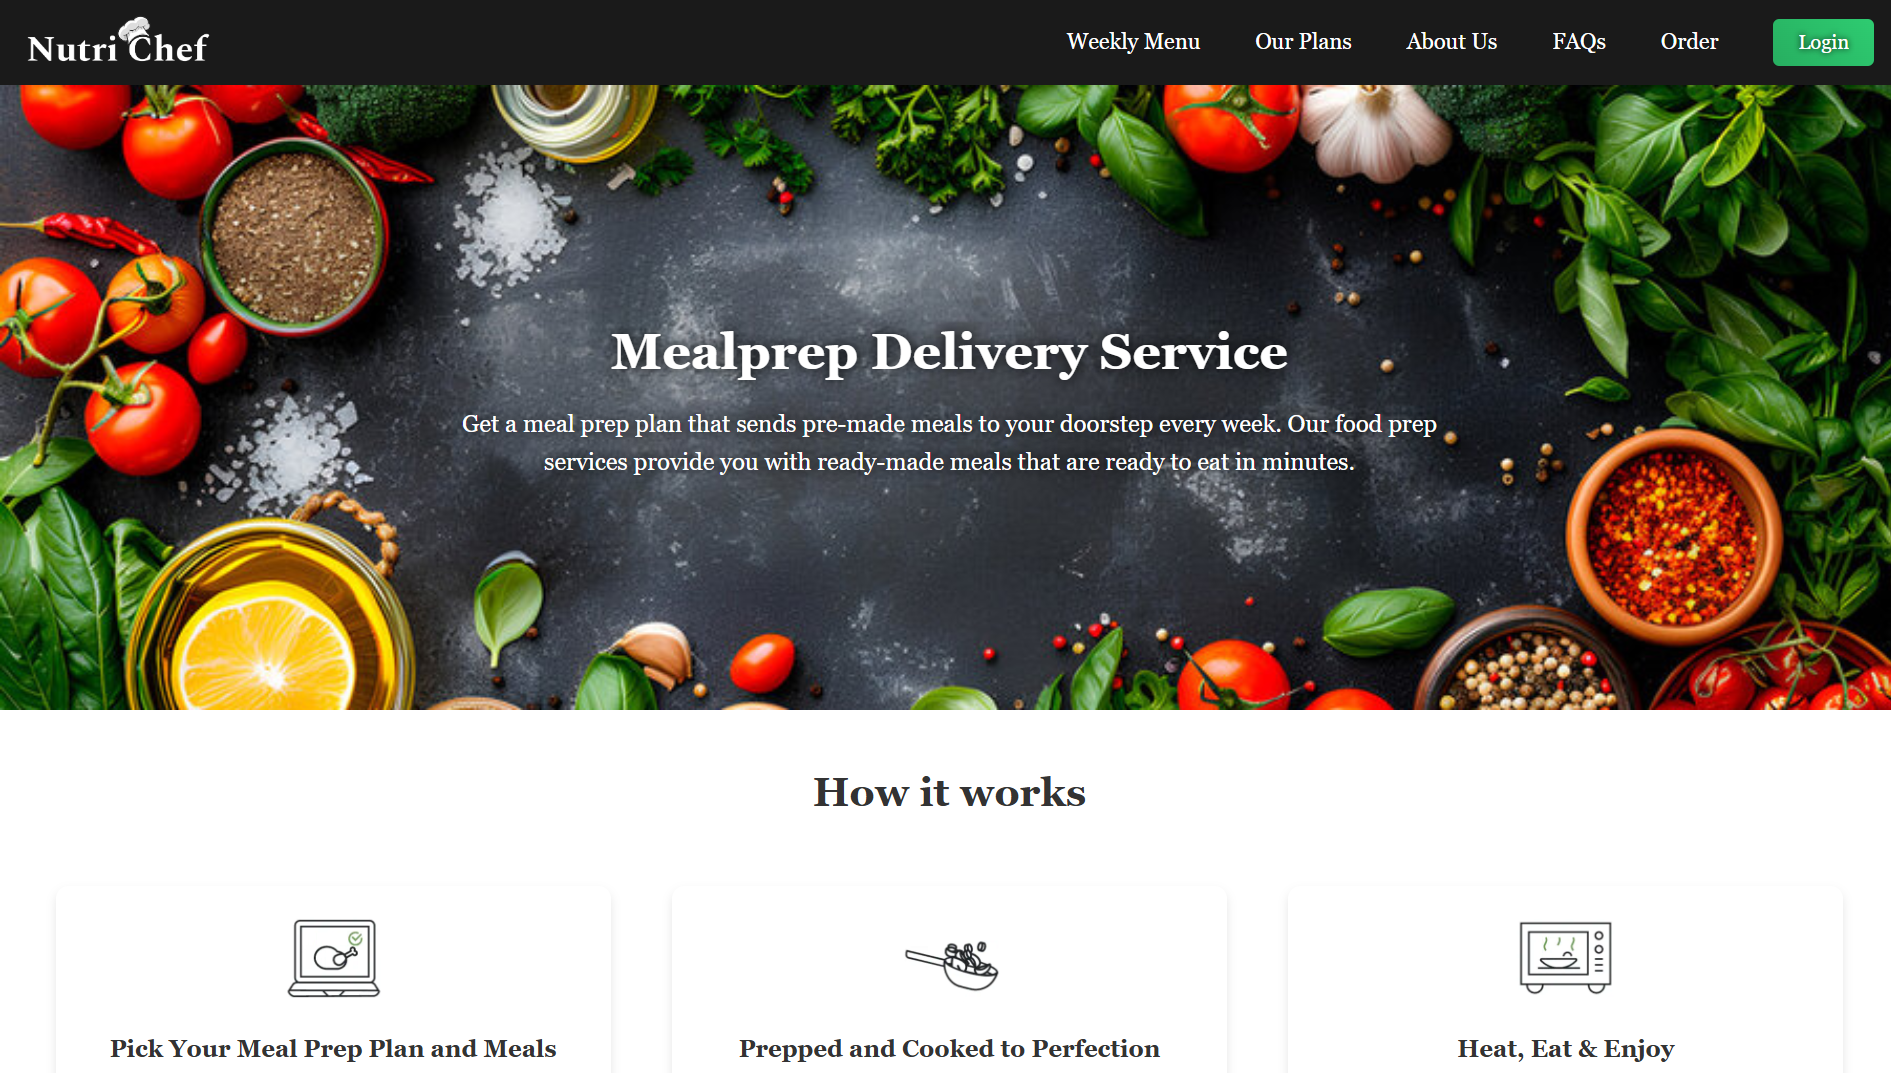 Nutri Chef
Weekly Menu
Our Plans
About Us
FAQs
Order
Login
Mealprep Delivery Service
Get a meal prep plan that sends pre-made meals to your doorstep every week. Our food prep
services provide you with ready-made meals that are ready to eat in minutes.
How it works
Pick Your Meal Prep Plan and Meals
Prepped and Cooked to Perfection
Heat, Eat & Enjoy